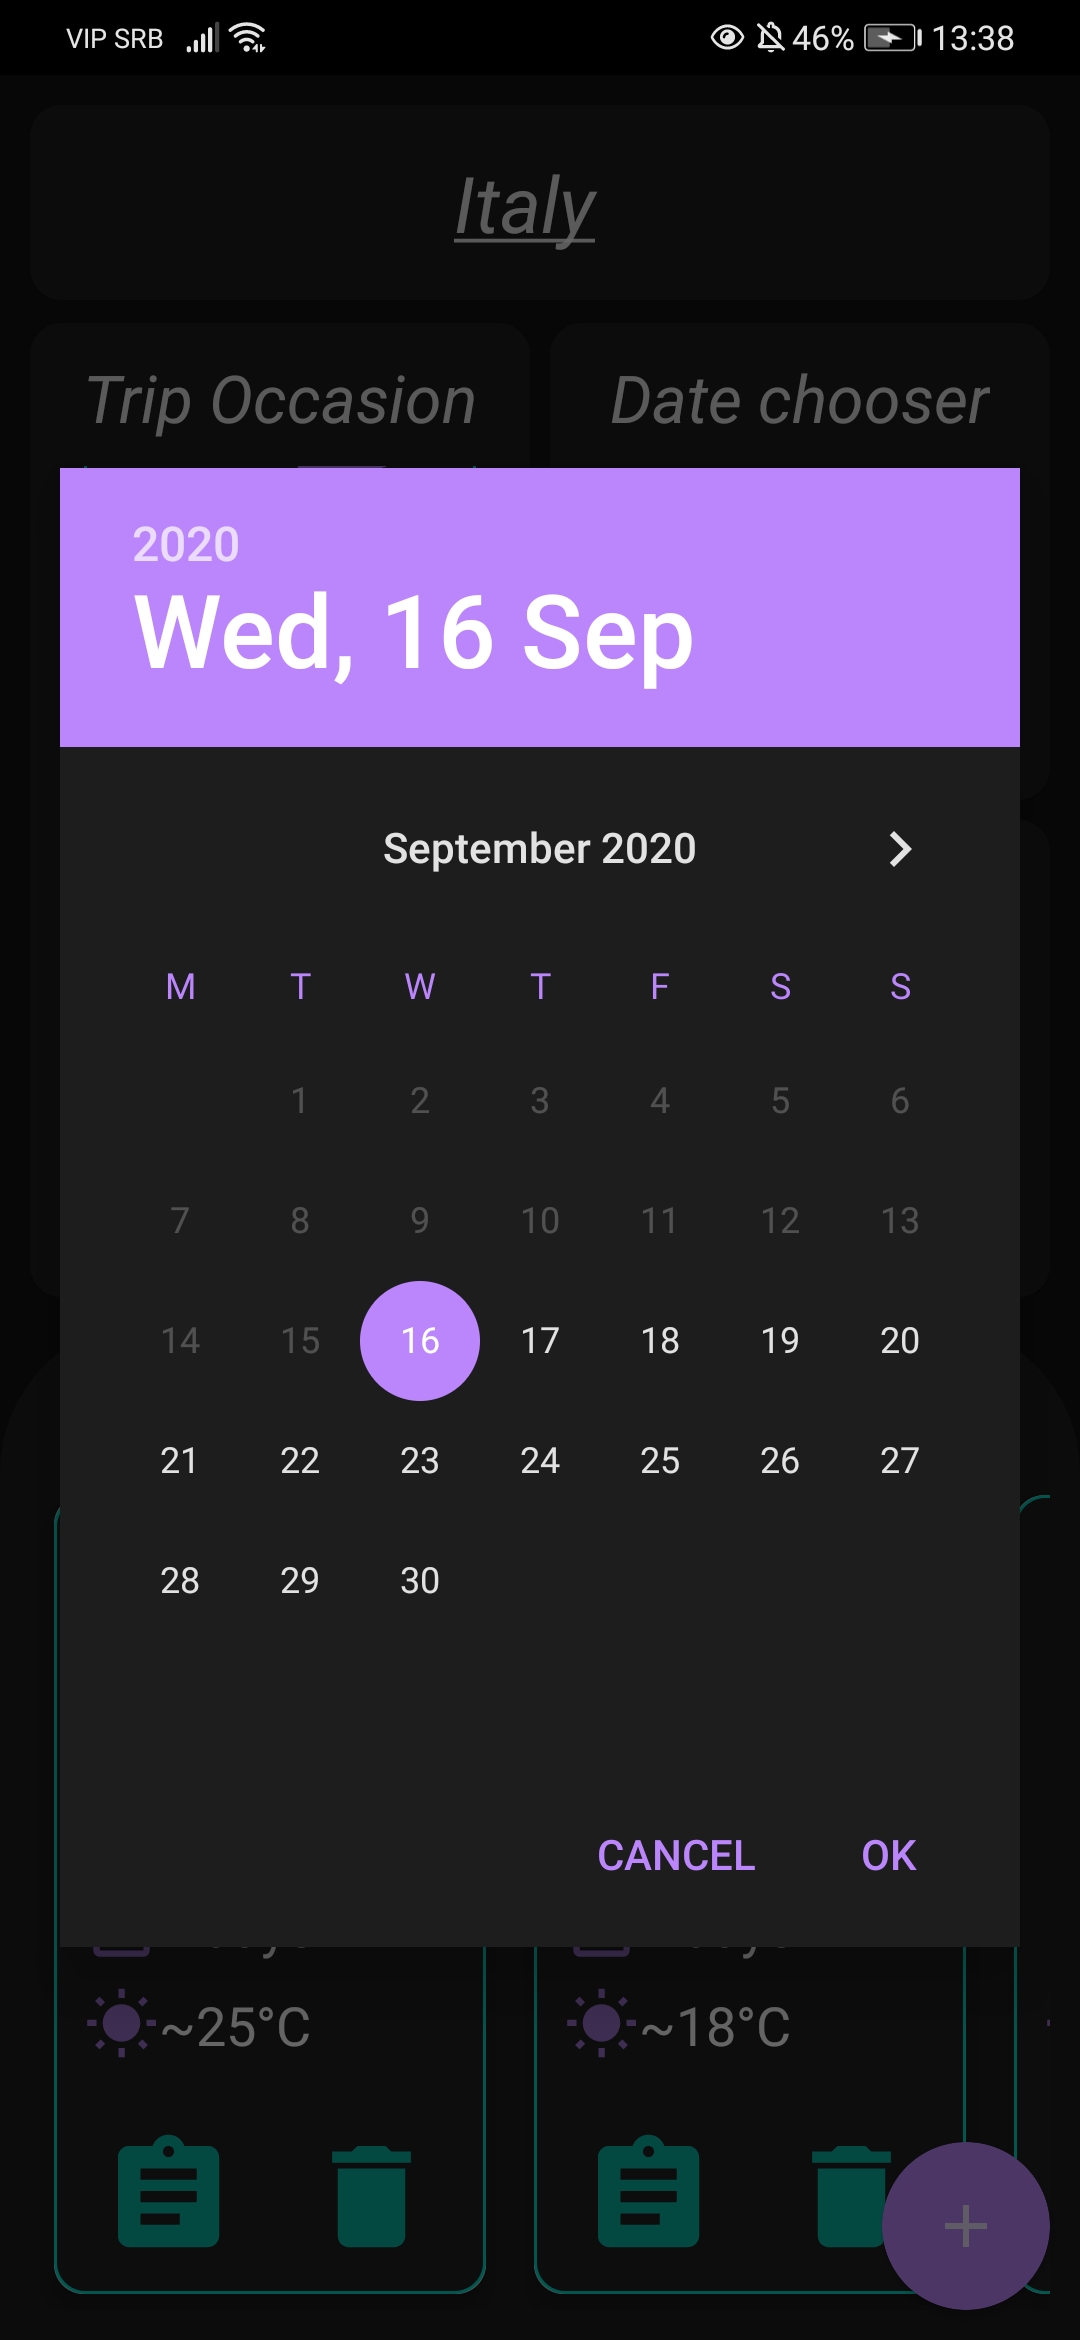 VIP SRB 46% 13:38
Italy
Trip Occasion Date chooser
2020
Wed, 16 Sep
September 2020
M T W T F S S
1 2 3 4 5 6
7 8 9 10 11 12 13
14 15 16 17 18 19 20
21 22 23 24 25 26 27
28 29 30
CANCEL OK
~25°C ~18°C